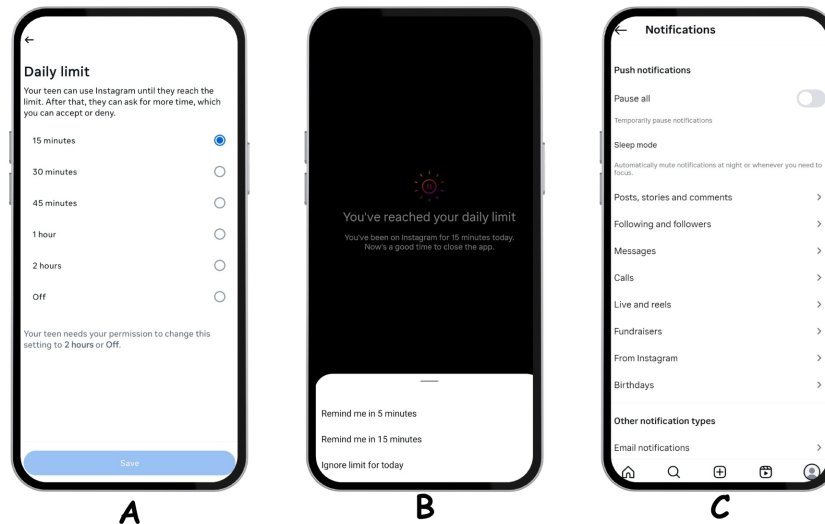 Daily limit
Your teen can use Instagram until they reach the
limit. After that, they can ask for more time, which
you can accept or deny.
15 minutes
30 minutes
45 minutes
1 hour
2 hours
Off
Your teen needs your permission to change this
setting to 2 hours or Off.
Save
A
You've reached your daily limit
You've been on Instagram for 15 minutes today.
Now's a good time to close the app.
Remind me in 5 minutes
Remind me in 15 minutes
Ignore limit for today
B
Notifications
Push notifications
Pause all
Temporarily pause notifications
Sleep mode
Automatically mute notifications at night or whenever you need to
focus.
Posts, stories and comments
Following and followers
Messages
Calls
Live and reels
Fundraisers
From Instagram
Birthdays
Other notification types
Email notifications
C